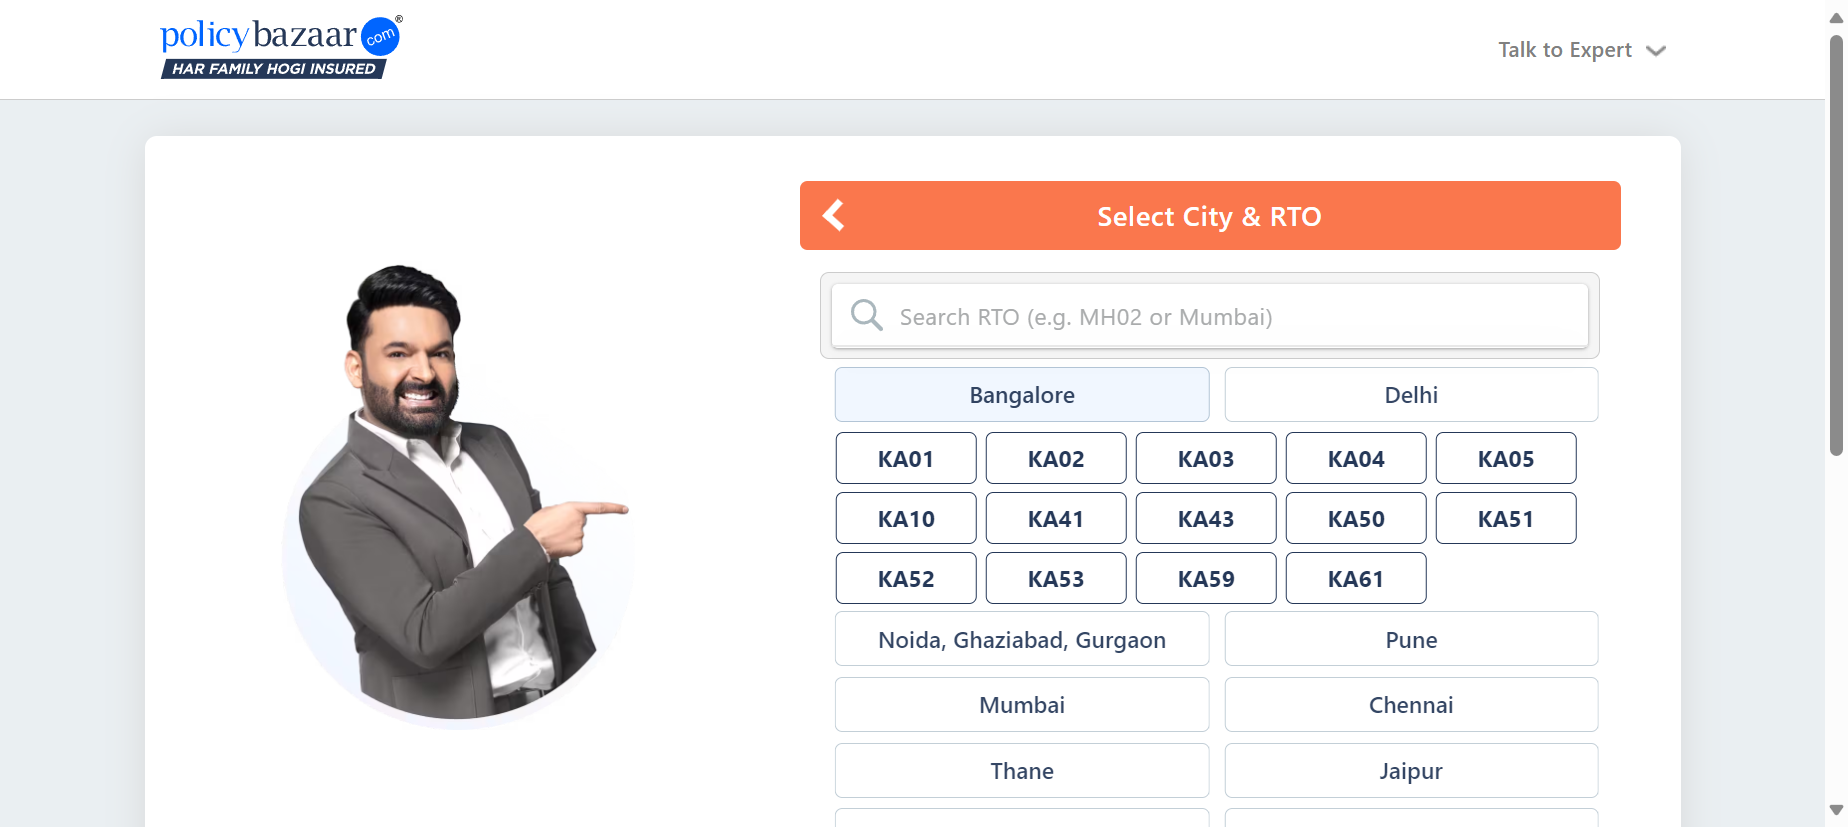 policybazaar com ®
HAR FAMILY HOGI INSURED
Talk to Expert
Select City & RTO
Search RTO (e.g. MH02 or Mumbai)
Bangalore Delhi
KA01 KA02 KA03 KA04 KA05
KA10 KA41 KA43 KA50 KA51
KA52 KA53 KA59 KA61
Noida, Ghaziabad, Gurgaon Pune
Mumbai Chennai
Thane Jaipur